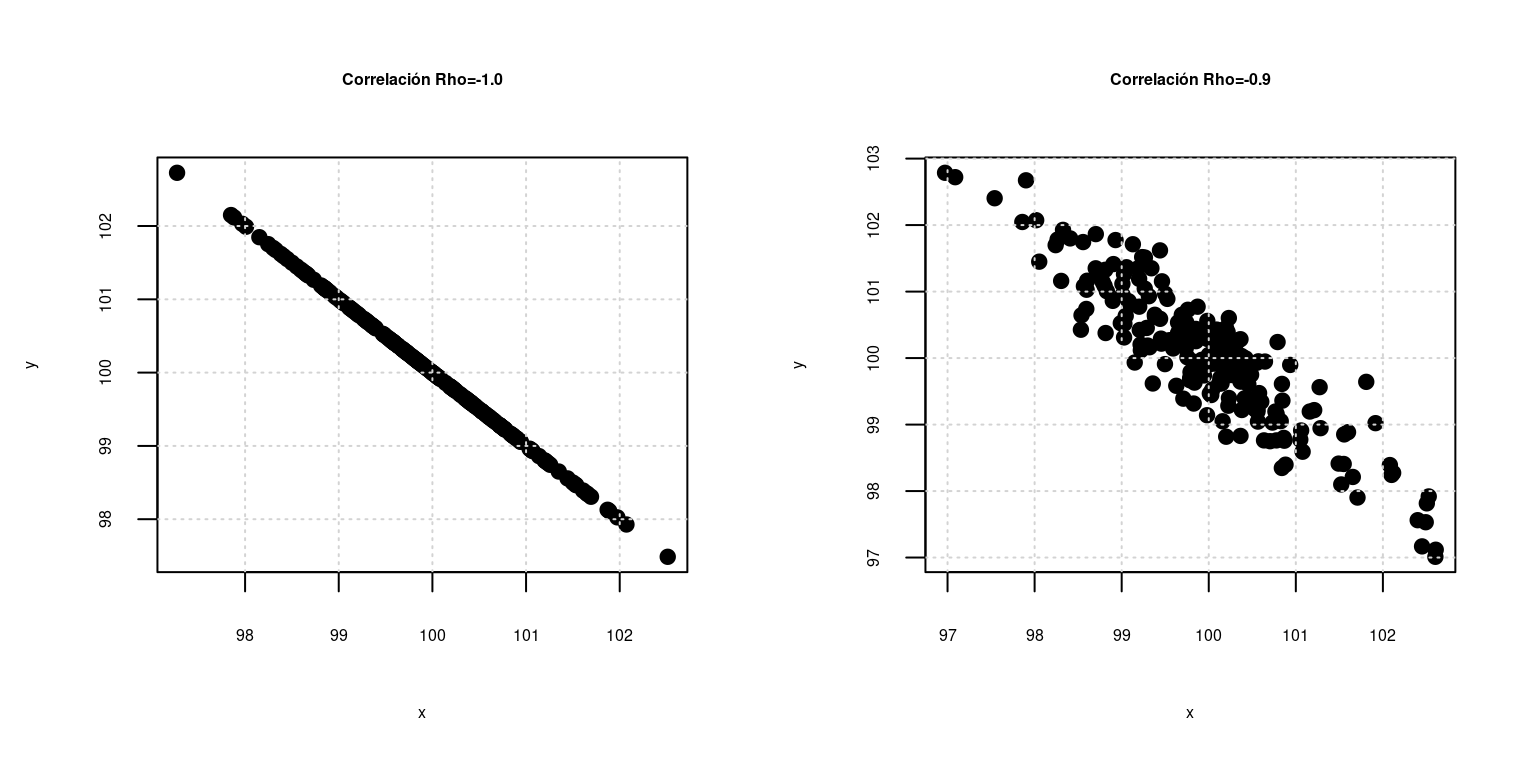 Correlación Rho=-1.0
y
102
101
100
99
98
98 99 100 101 102
x
Correlación Rho=-0.9
y
103
102
101
100
99
98
97
97 98 99 100 101 102
x